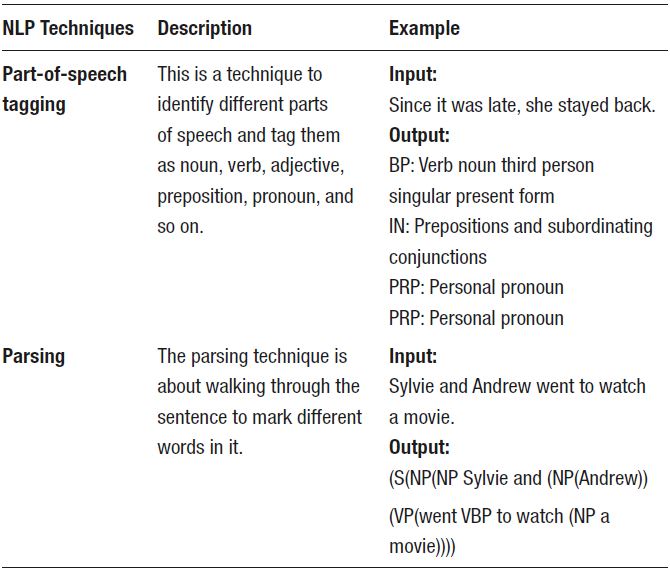 NLP Techniques Description Example
Part-of-speech tagging
This is a technique to
identify different parts
of speech and tag them
as noun, verb, adjective,
preposition, pronoun, and
so on.
Input:
Since it was late, she stayed back.
Output:
BP: Verb noun third person
singular present form
IN: Prepositions and subordinating
conjunctions
PRP: Personal pronoun
PRP: Personal pronoun
Parsing
The parsing technique is
about walking through the
sentence to mark different
words in it.
Input:
Sylvie and Andrew went to watch
a movie.
Output:
(S(NP(NP Sylvie and (NP(Andrew))
(VP(went VBP to watch (NP a
movie))))